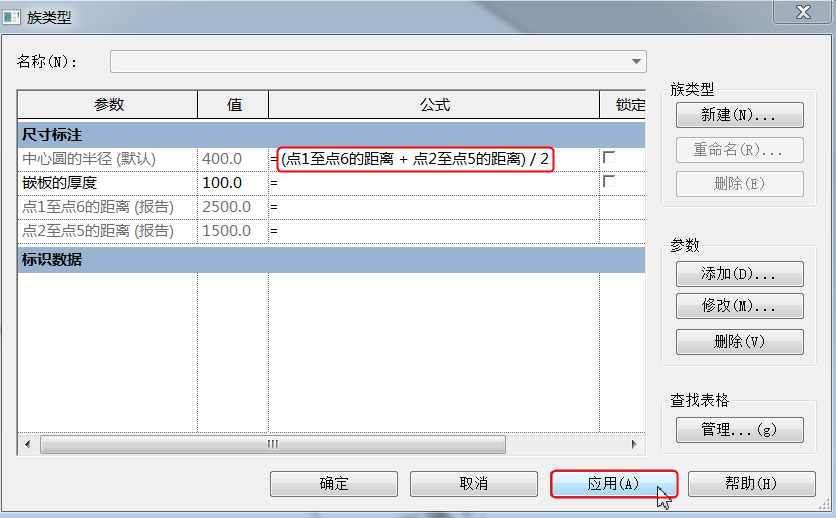 族类型
名称(N):
参数 值 公式 锁定
尺寸标注
中心圆的半径 (默认) 400.0 = (点1至点6的距离 + 点2至点5的距离) / 2
嵌板的厚度 100.0 =
点1至点6的距离 (报告) 2500.0 =
点2至点5的距离 (报告) 1500.0 =
标识数据
族类型
新建(N)...
重命名(R)...
删除(E)
参数
添加(D)...
修改(M)...
删除(V)
查找表格
管理...(g)
确定 取消 应用(A) 帮助(H)